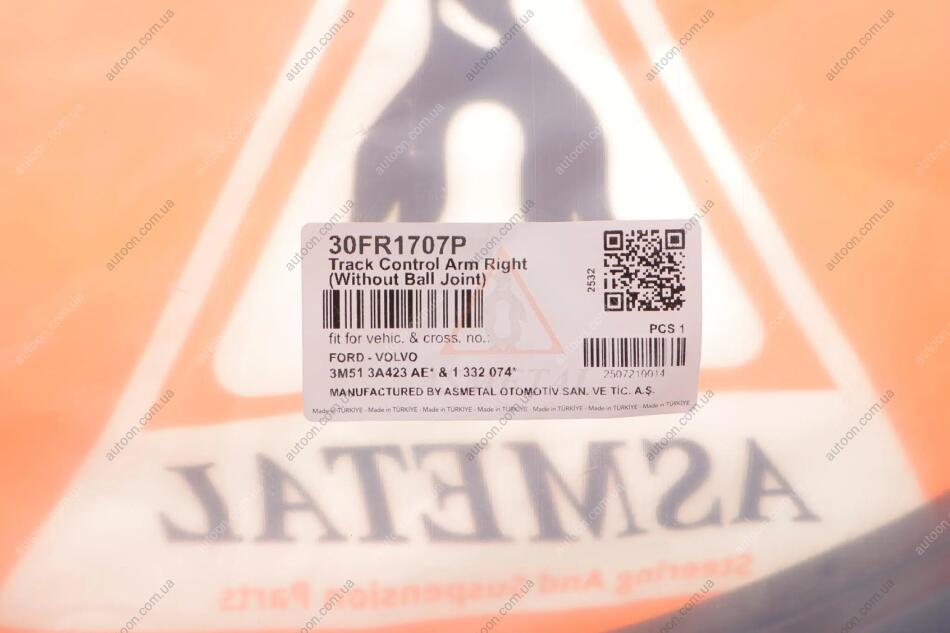 30FR1707P
Track Control Arm Right
(Without Ball Joint)
2532
fit for vehic. & cross. no.:
PCS 1
FORD - VOLVO
3M51 3A423 AE* & 1 332 074*
2507210014
MANUFACTURED BY ASMETAL OTOMOTİV SAN. VE TİC. A.Ş.
Made in TÜRKİYE - Made in TÜRKİYE - Made in TÜRKİYE - Made in TÜRKİYE - Made in TÜRKİYE - Made in TÜRKİYE - Made in TÜRKİYE
ASMETAL
Steering And Suspension Parts
autoon.com.ua